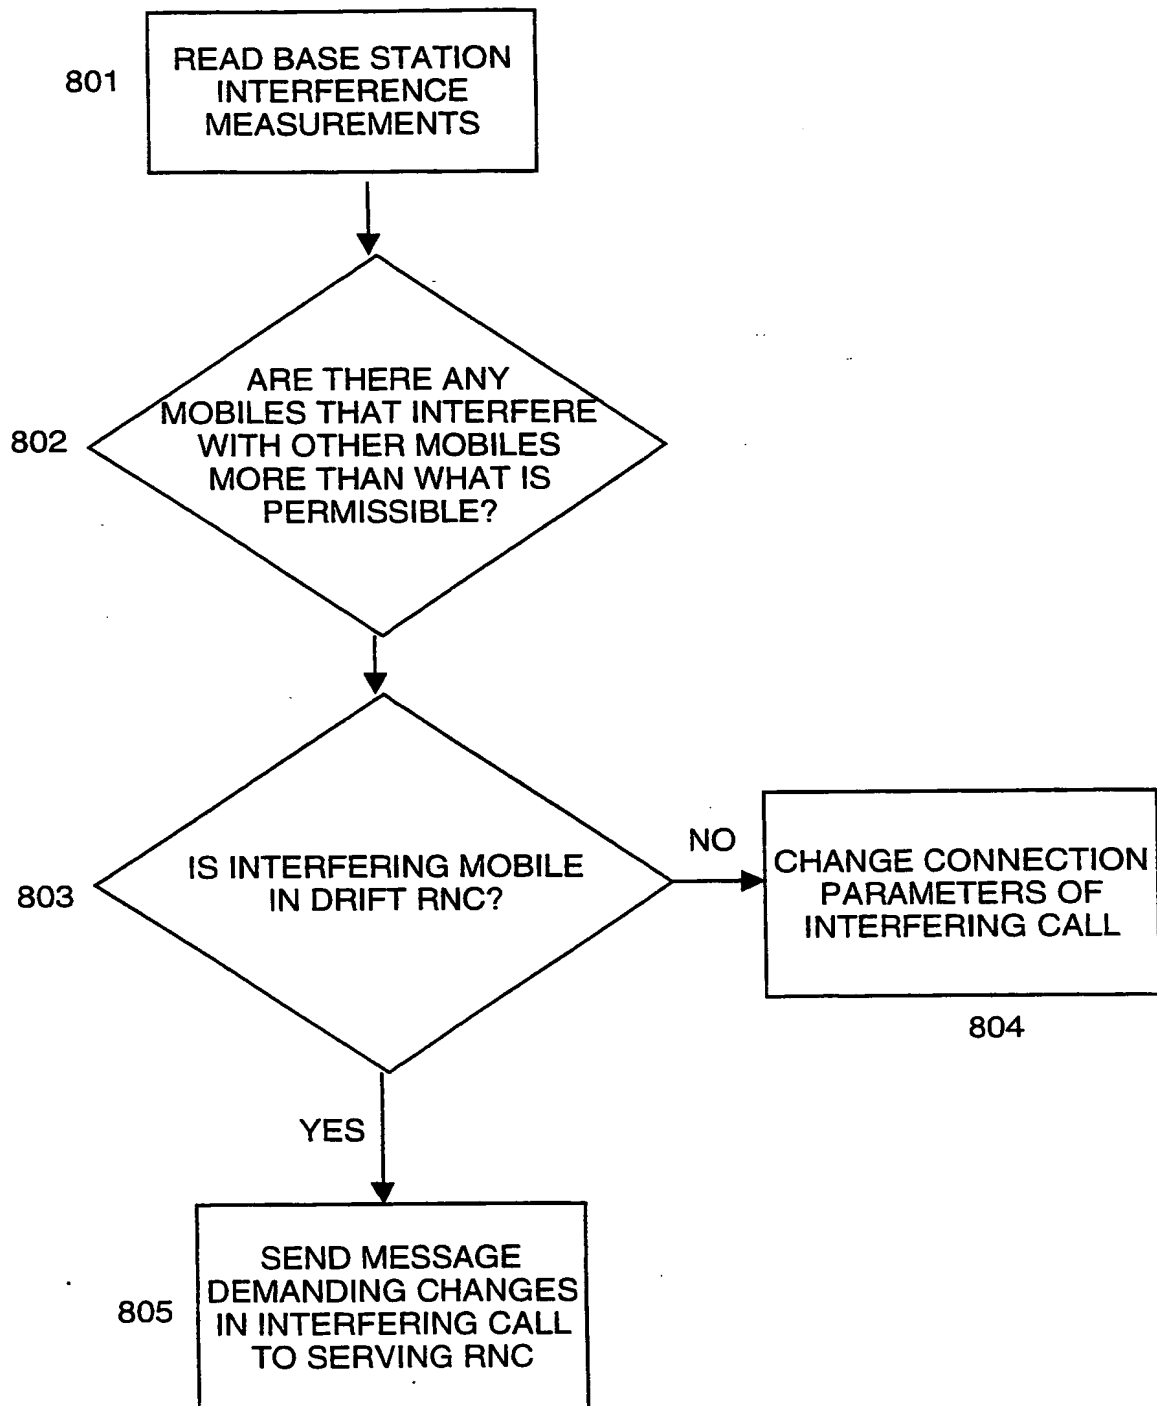 801
READ BASE STATION
INTERFERENCE
MEASUREMENTS
802
ARE THERE ANY
MOBILES THAT INTERFERE
WITH OTHER MOBILES
MORE THAN WHAT IS
PERMISSIBLE?
803
IS INTERFERING MOBILE
IN DRIFT RNC?
NO
CHANGE CONNECTION
PARAMETERS OF
INTERFERING CALL
804
YES
805
SEND MESSAGE
DEMANDING CHANGES
IN INTERFERING CALL
TO SERVING RNC